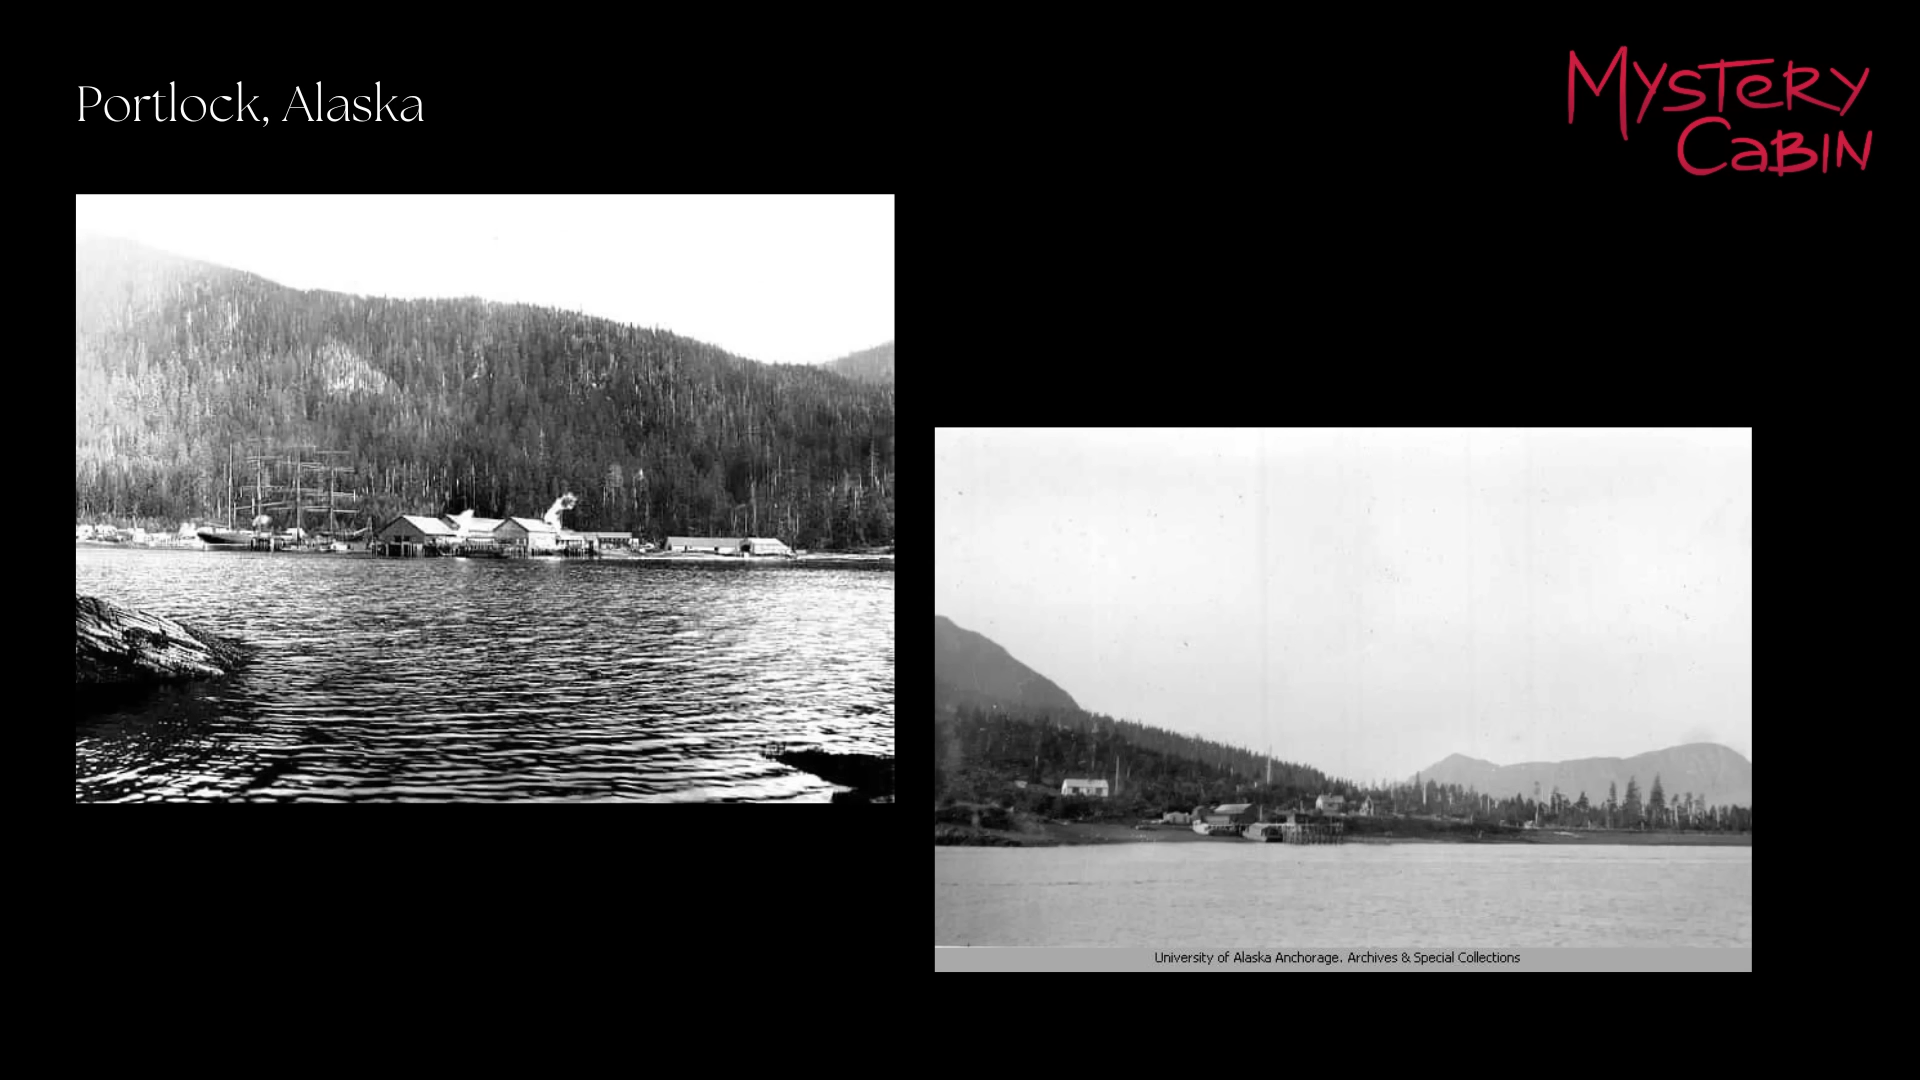 Portlock, Alaska
Mystery
Cabin
University of Alaska Anchorage. Archives & Special Collections